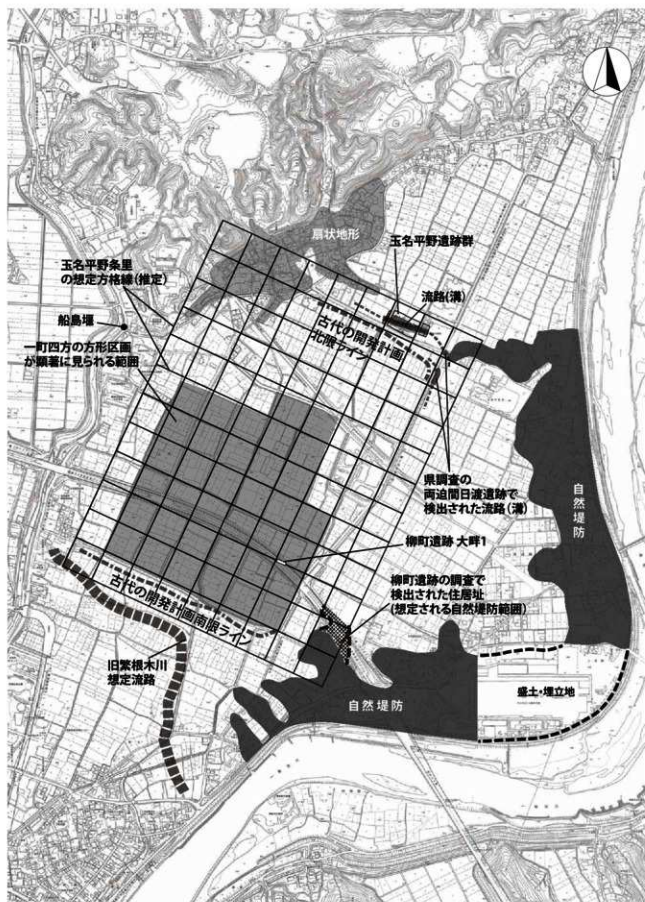 扇状地形
玉名平野遺跡群
流路(溝)
玉名平野条里
の想定方格線(推定)
船島堰
一町四方の方形区画
が顕著に見られる範囲
古代の開発計画
北限ライン
県調査の
両迫間日渡遺跡で
検出された流路(溝)
自然堤防
柳町遺跡 大畔1
柳町遺跡の調査で
検出された住居址
(想定される自然堤防範囲)
古代の開発計画南限ライン
旧繁根木川
想定流路
自然堤防
盛土・埋立地